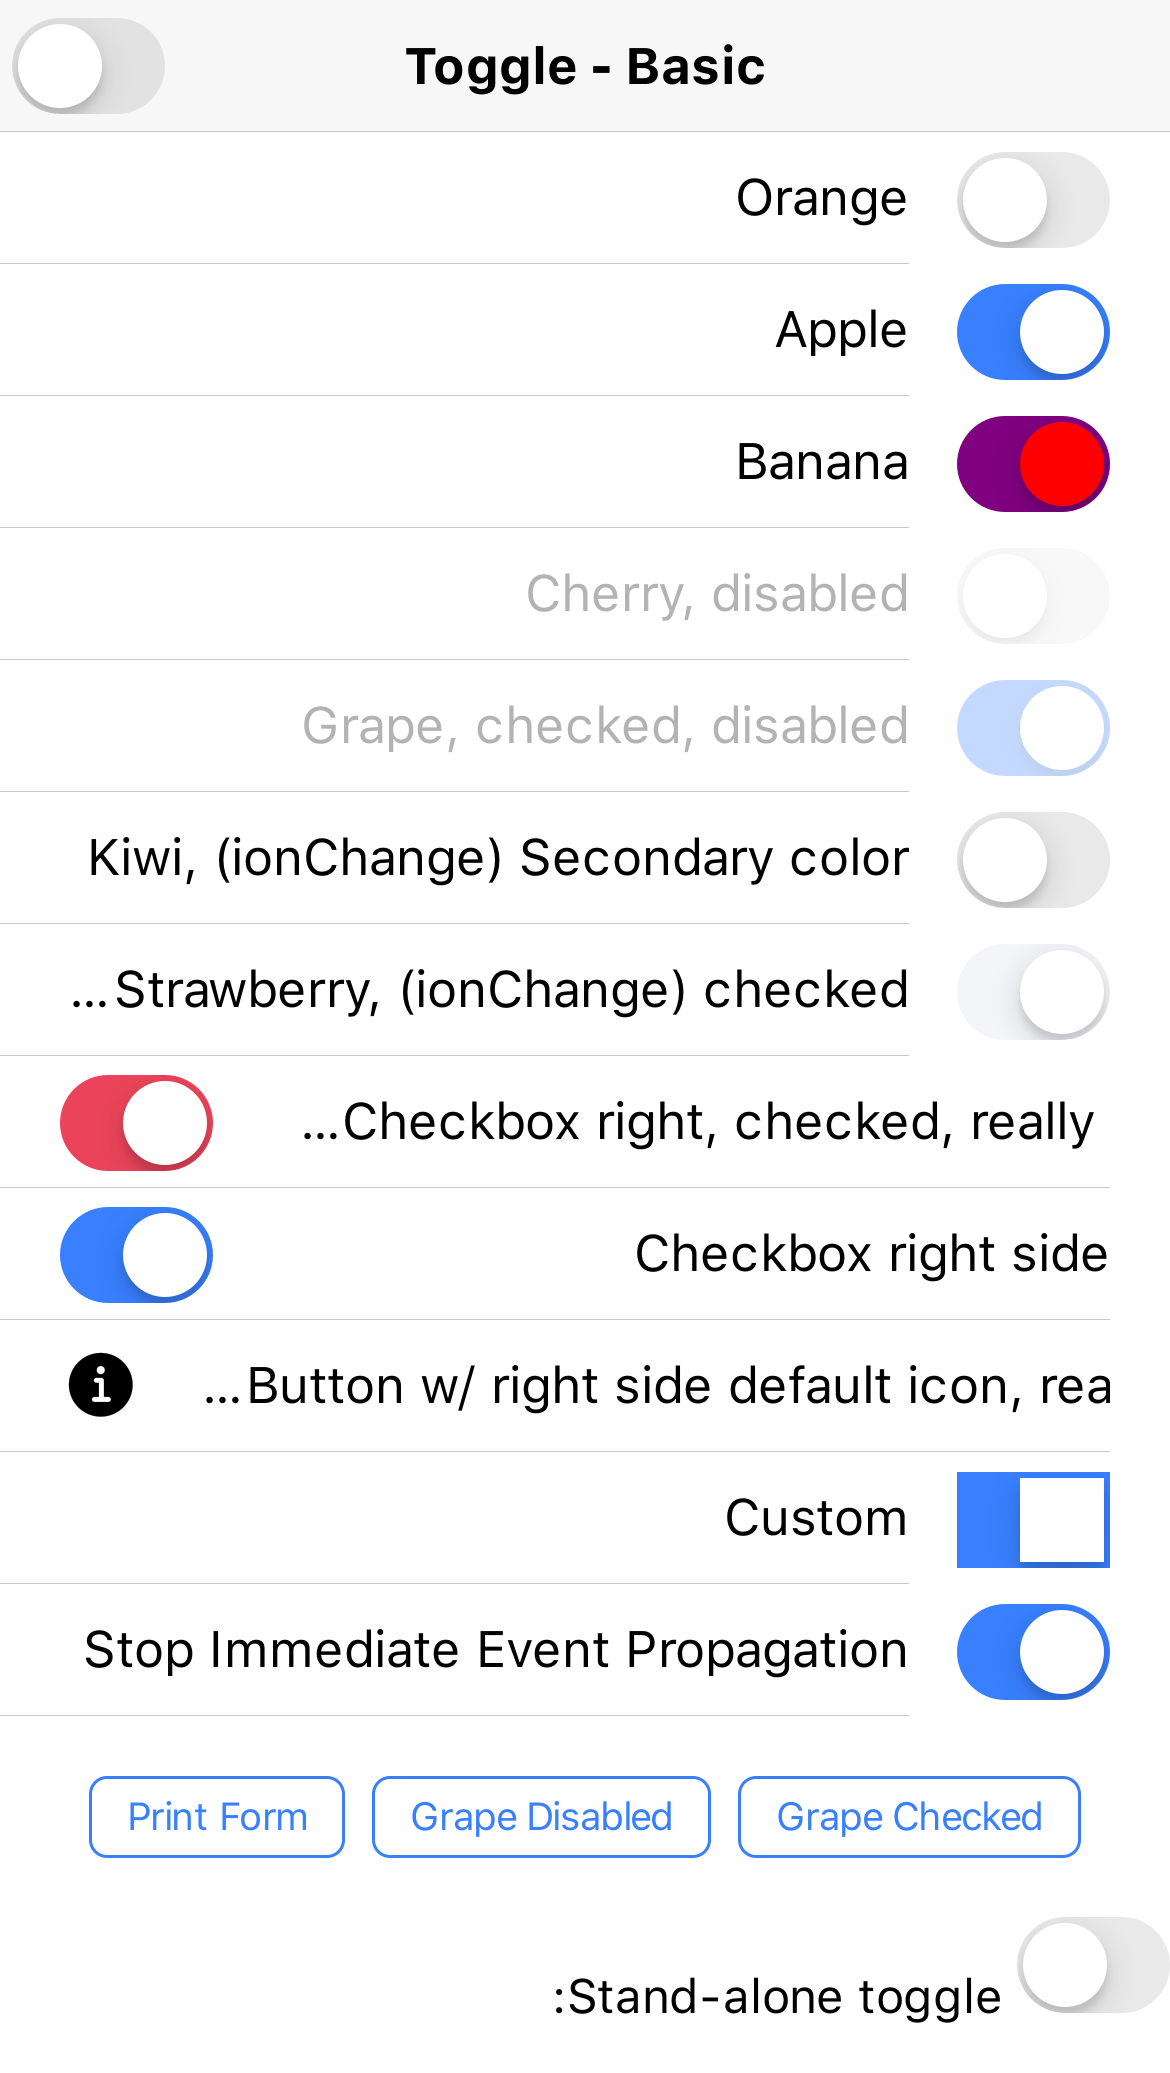 Toggle - Basic
Orange
Apple
Banana
Cherry, disabled
Grape, checked, disabled
Kiwi, (ionChange) Secondary color
...Strawberry, (ionChange) checked
...Checkbox right, checked, really
Checkbox right side
...Button w/ right side default icon, rea
Custom
Stop Immediate Event Propagation
Print Form
Grape Disabled
Grape Checked
:Stand-alone toggle